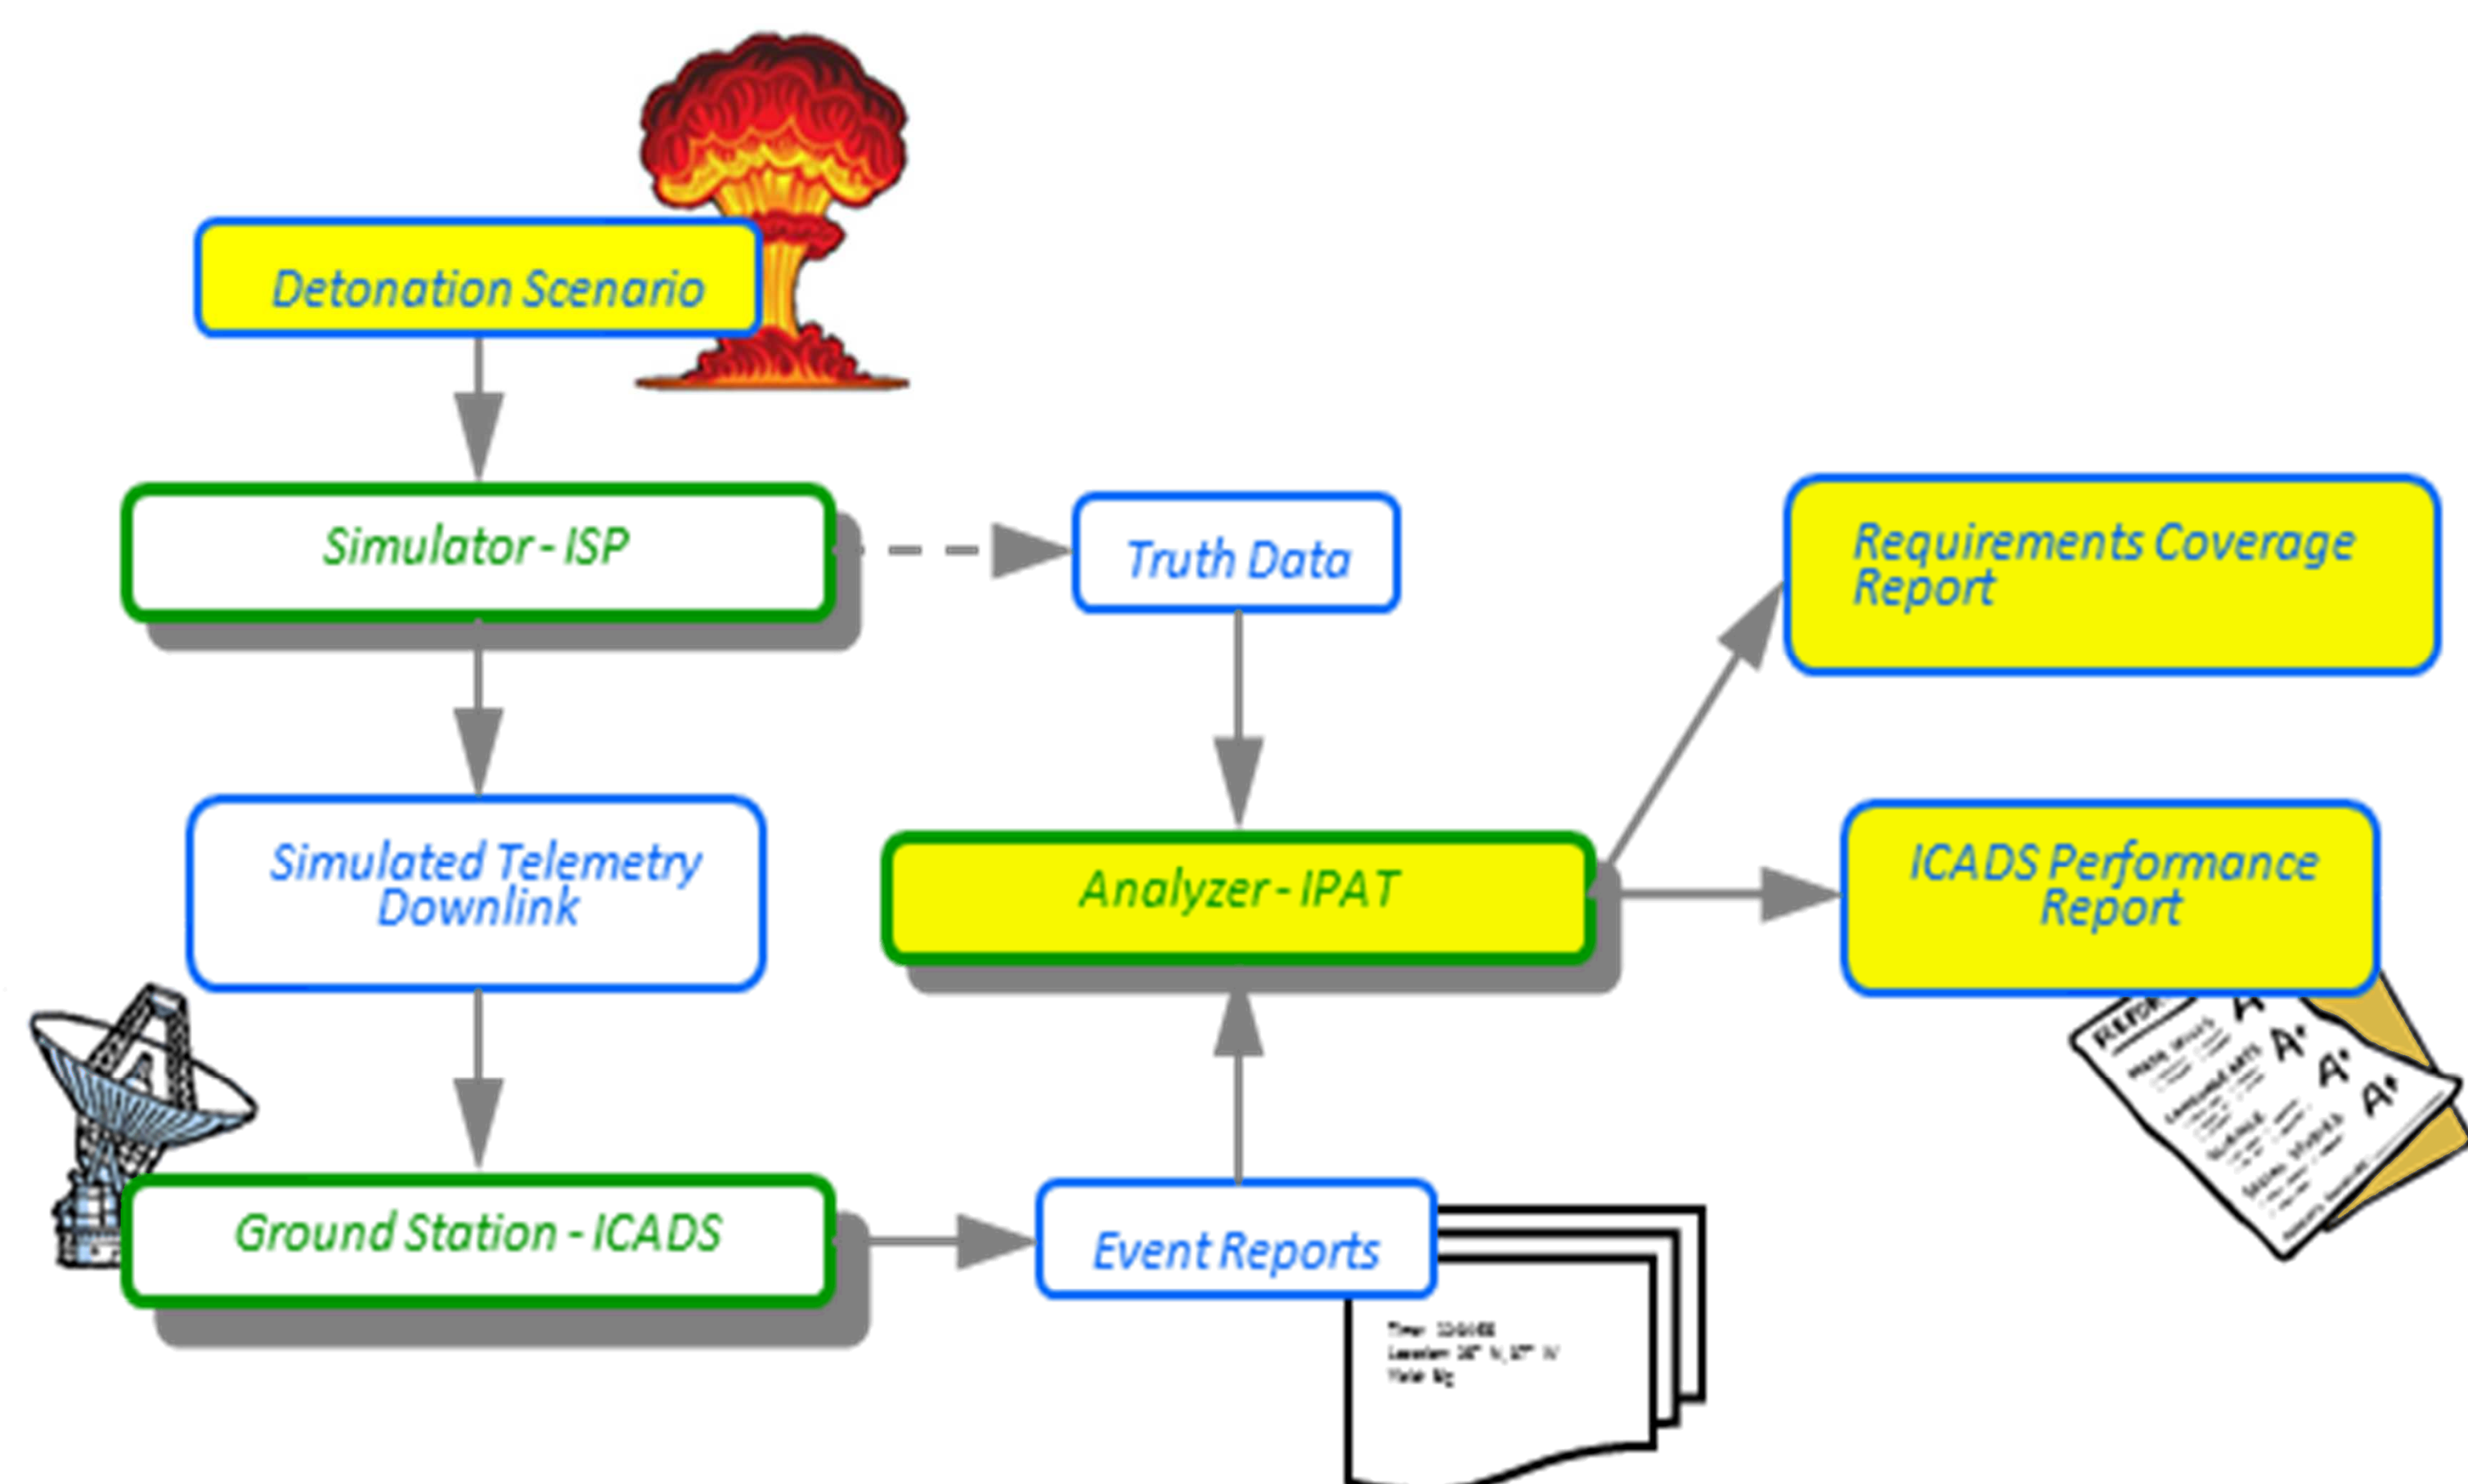 Detonation Scenario
Simulator - ISP
Truth Data
Requirements Coverage
Report
Simulated Telemetry
Downlink
Analyzer - IPAT
ICADS Performance
Report
Ground Station - ICADS
Event Reports
A+
A+
A+